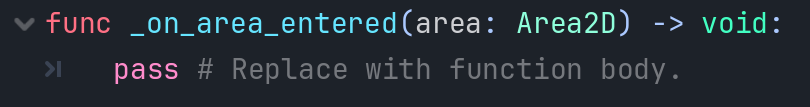 func _on_area_entered(area: Area2D) -> void:
    pass # Replace with function body.